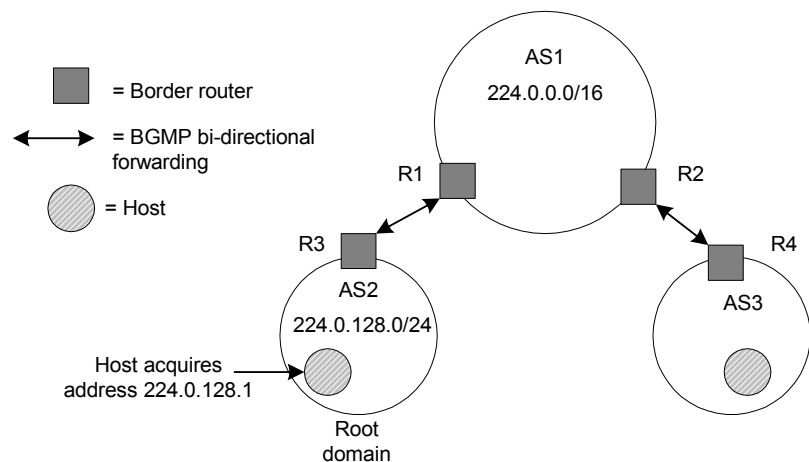 AS1
224.0.0.0/16
= Border router
= BGMP bi-directional
forwarding
= Host
R1
R2
R3
R4
AS2
224.0.128.0/24
AS3
Host acquires
address 224.0.128.1
Root
domain